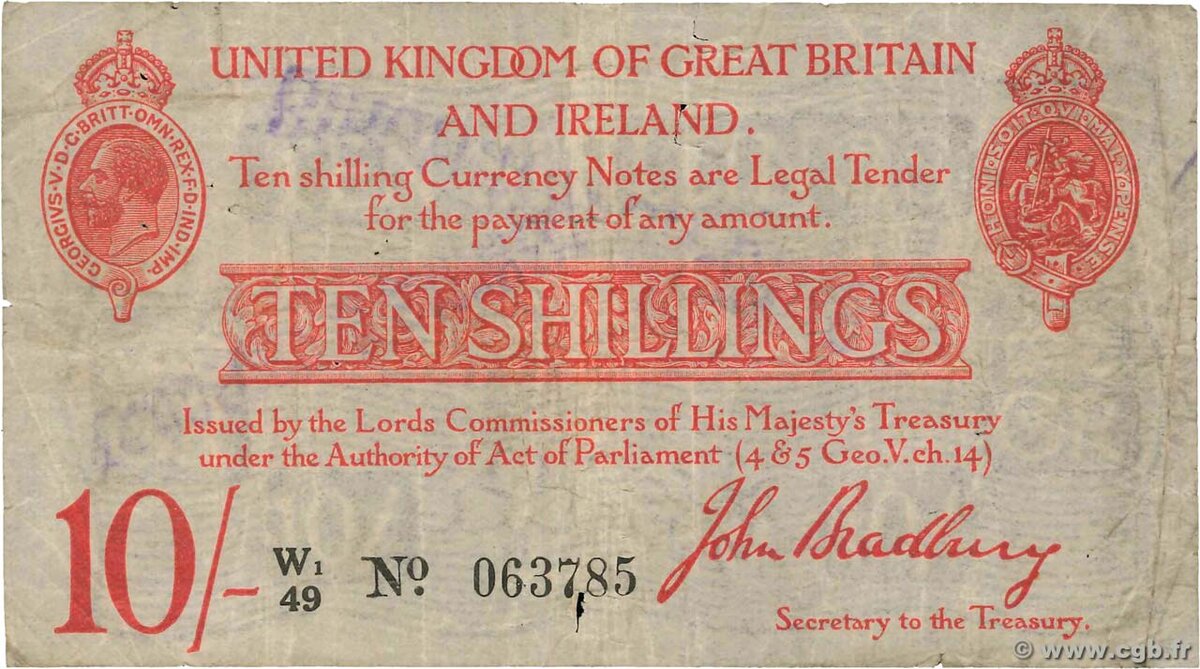 UNITED KINGDOM OF GREAT BRITAIN
AND IRELAND.
GEORGIVS·V·D·G·BRITT·OMN·REX·F·D·IND·IMP·
HONI·SOIT·QVI·MAL·Y·PENSE
Ten shilling Currency Notes are Legal Tender
for the payment of any amount.
TEN SHILLINGS
Issued by the Lords Commissioners of His Majesty's Treasury
under the Authority of Act of Parliament (4 & 5 Geo.V.ch.14)
10/-
W1
49
No. 063785
John Bradbury
Secretary to the Treasury.
© www.cgb.fr